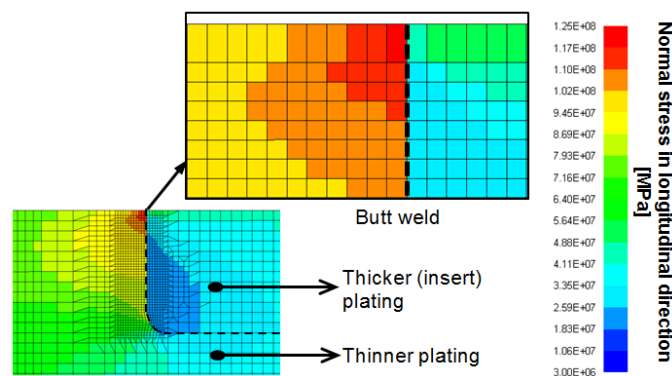 Butt weld
Thicker (insert)
plating
Thinner plating
1.25E+08
1.17E+08
1.10E+08
1.02E+08
9.45E+07
8.69E+07
7.93E+07
7.16E+07
6.40E+07
5.64E+07
4.88E+07
4.11E+07
3.35E+07
2.59E+07
1.83E+07
1.06E+07
3.00E+06
Normal stress in longitudinal direction
[MPa]